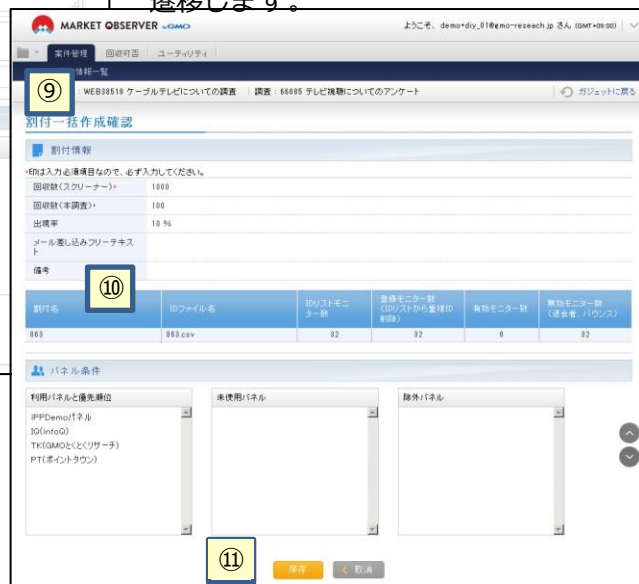 遷移します。
MARKET OBSERVER by GMO
ようこそ、demo+diy_01@gmo-reseach.jp さん (GMT+09:00)
案件管理 回収可否 ユーティリティ
情報一覧
⑨
: WEB38518 ケーブルテレビについての調査 調査 : 66085 テレビ視聴についてのアンケート ガジェットに戻る
割付一括作成確認
割付情報
*印は入力必須項目なので、必ず入力してください。
回収数(スクリーナー)* 1000
回収数(本調査)* 100
出現率 10 %
メール差し込みフリーテキスト
備考
⑩
割付名 IDファイル名 IDリストモニター数 登録モニター数(IDリストから重複ID削除) 有効モニター数 無効モニター数(退会者、バウンス)
863 863.csv 32 32 0 32
パネル条件
利用パネルと優先順位 未使用パネル 除外パネル
iPPDemoパネル
IQ(infoQ)
TK(GMOとくとくリサーチ)
PT(ポイントタウン)
⑪
保存 取消